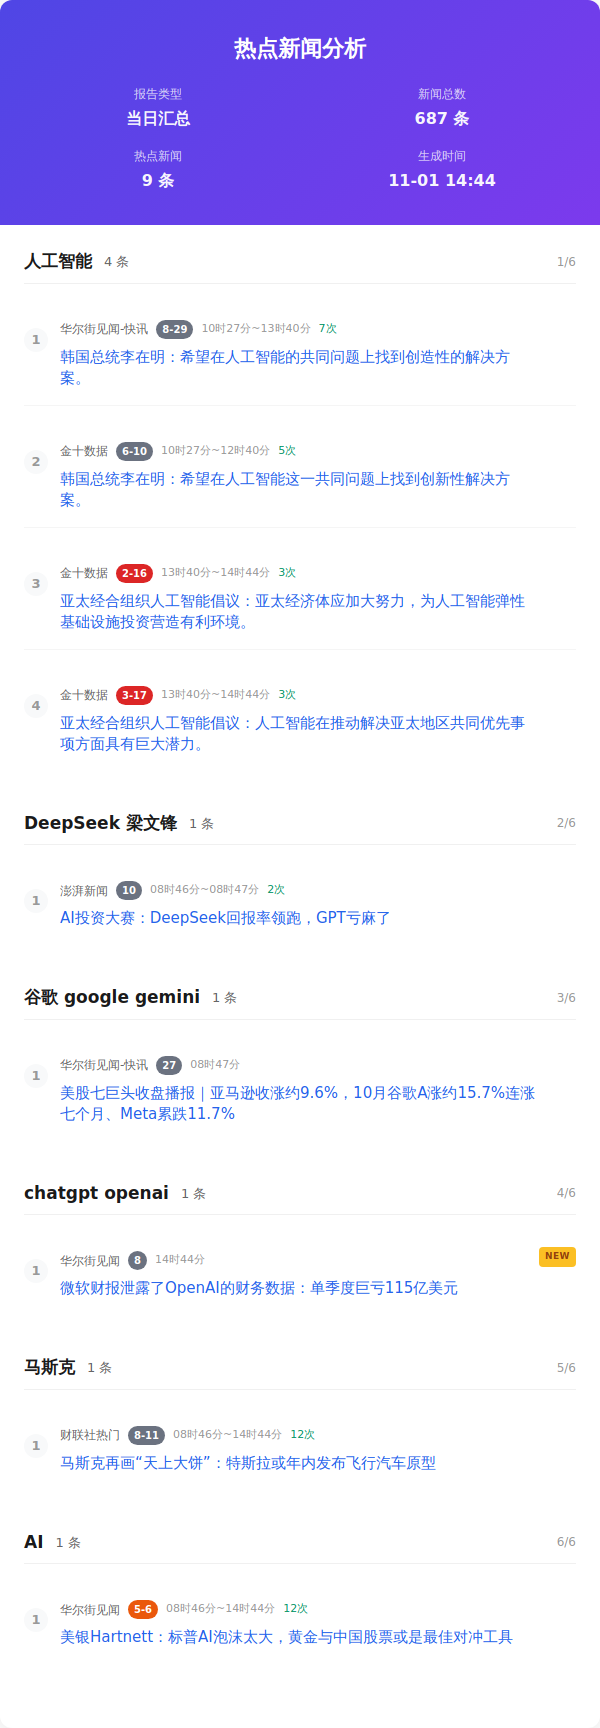 热点新闻分析
报告类型
当日汇总
新闻总数
687 条
热点新闻
9 条
生成时间
11-01 14:44
人工智能 4 条 1/6
1
华尔街见闻-快讯 8-29 10时27分~13时40分 7次
韩国总统李在明：希望在人工智能的共同问题上找到创造性的解决方
案。
2
金十数据 6-10 10时27分~12时40分 5次
韩国总统李在明：希望在人工智能这一共同问题上找到创新性解决方
案。
3
金十数据 2-16 13时40分~14时44分 3次
亚太经合组织人工智能倡议：亚太经济体应加大努力，为人工智能弹性
基础设施投资营造有利环境。
4
金十数据 3-17 13时40分~14时44分 3次
亚太经合组织人工智能倡议：人工智能在推动解决亚太地区共同优先事
项方面具有巨大潜力。
DeepSeek 梁文锋 1 条 2/6
1
澎湃新闻 10 08时46分~08时47分 2次
AI投资大赛：DeepSeek回报率领跑，GPT亏麻了
谷歌 google gemini 1 条 3/6
1
华尔街见闻-快讯 27 08时47分
美股七巨头收盘播报｜亚马逊收涨约9.6%，10月谷歌A涨约15.7%连涨
七个月、Meta累跌11.7%
chatgpt openai 1 条 4/6
1
华尔街见闻 8 14时44分 NEW
微软财报泄露了OpenAI的财务数据：单季度巨亏115亿美元
马斯克 1 条 5/6
1
财联社热门 8-11 08时46分~14时44分 12次
马斯克再画“天上大饼”：特斯拉或年内发布飞行汽车原型
AI 1 条 6/6
1
华尔街见闻 5-6 08时46分~14时44分 12次
美银Hartnett：标普AI泡沫太大，黄金与中国股票或是最佳对冲工具